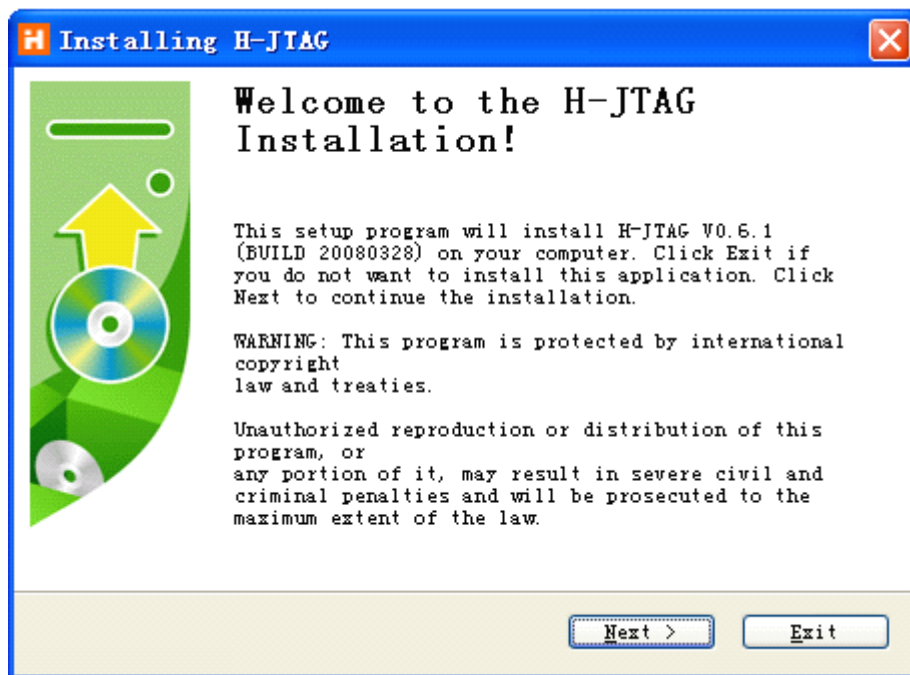 Installing H-JTAG
Welcome to the H-JTAG
Installation!
This setup program will install H-JTAG V0.6.1
(BUILD 20080328) on your computer. Click Exit if
you do not want to install this application. Click
Next to continue the installation.
WARNING: This program is protected by international
copyright
law and treaties.
Unauthorized reproduction or distribution of this
program, or
any portion of it, may result in severe civil and
criminal penalties and will be prosecuted to the
maximum extent of the law.
Next >
Exit